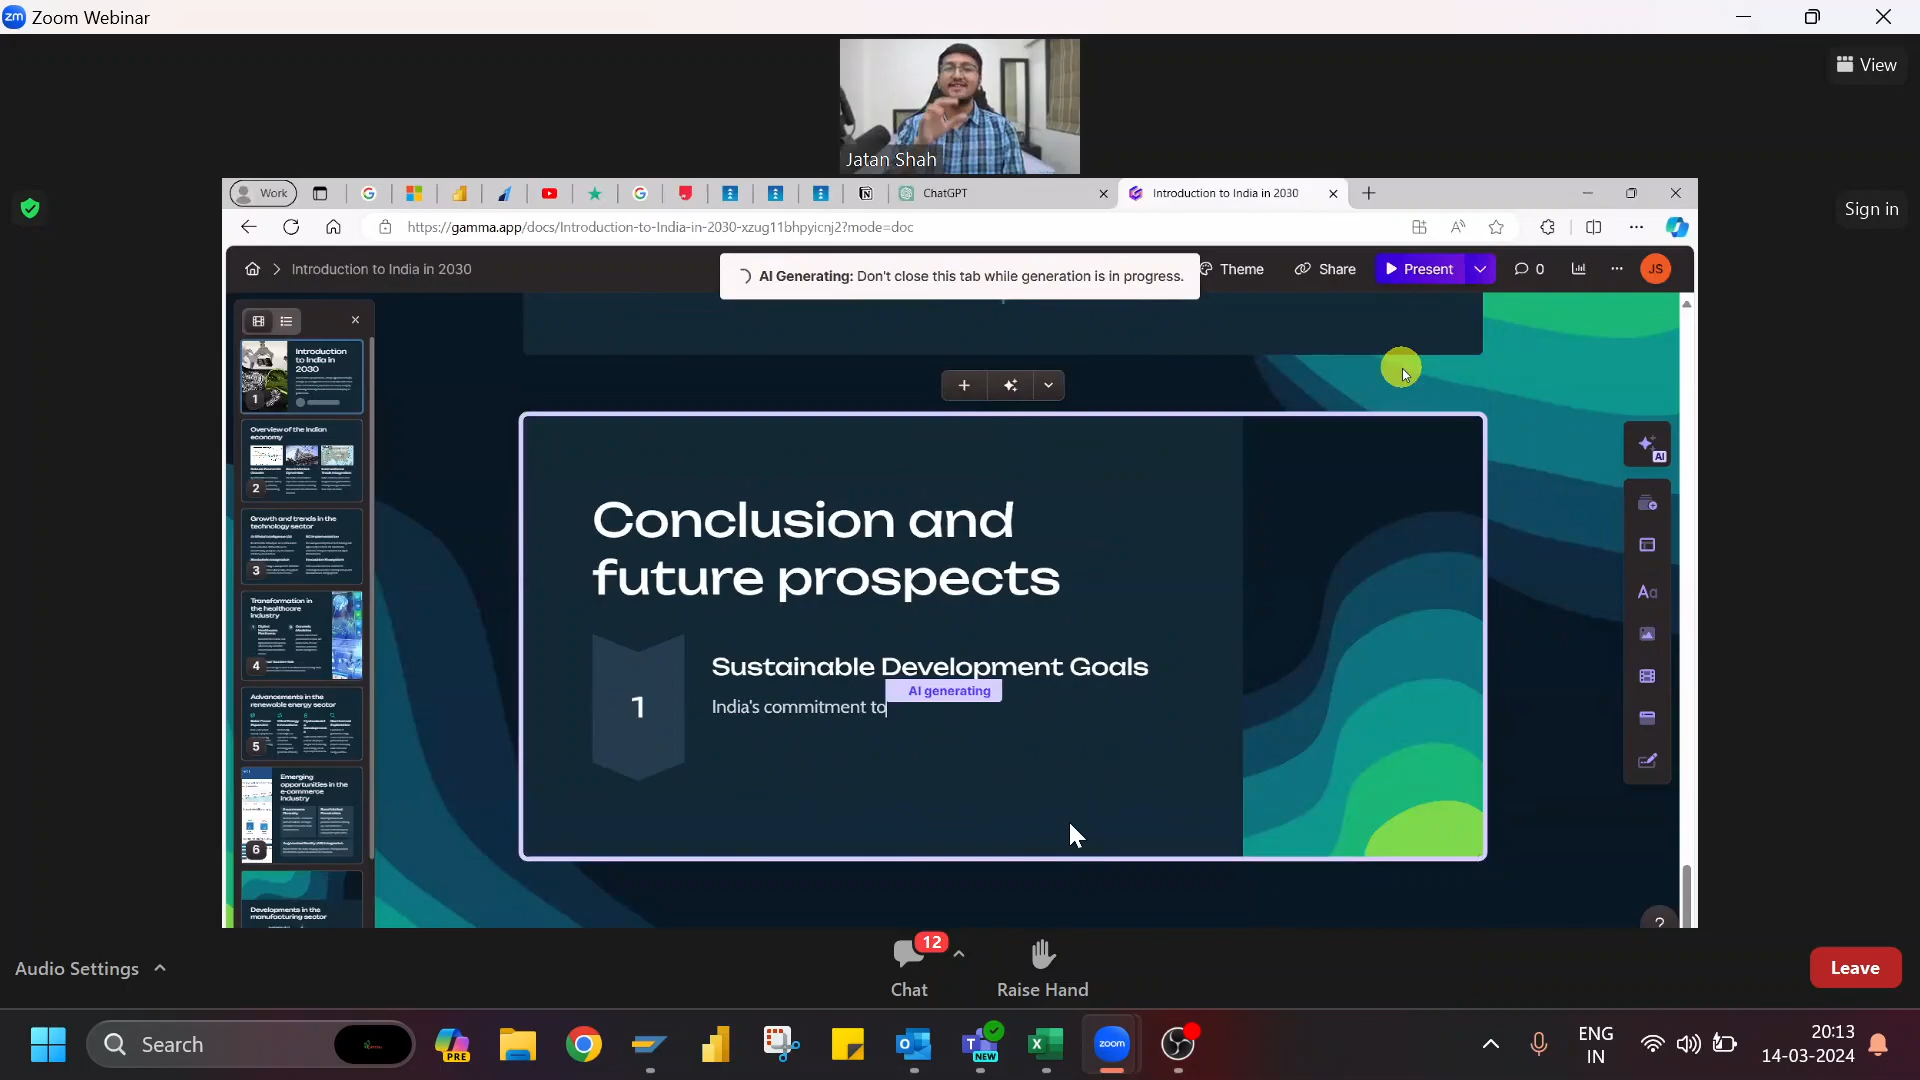 zm Zoom Webinar
Jatan Shah
View
Sign in
Work
ChatGPT
Introduction to India in 2030
https://gamma.app/docs/Introduction-to-India-in-2030-xzug11bhpyicnj2?mode=doc
Introduction to India in 2030
AI Generating: Don't close this tab while generation is in progress.
Theme
Share
Present
0
JS
Introduction
to India in
2030
1
Overview of the Indian
economy
2
Growth and trends in the
technology sector
3
Transformation in
the healthcare
industry
4
Advancements in the
renewable energy sector
5
Emerging
opportunities in the
e-commerce
industry
6
Developments in the
manufacturing sector
Conclusion and
future prospects
1
Sustainable Development Goals
AI generating
India's commitment to
AI
Aa
?
Audio Settings
12
Chat
Raise Hand
Leave
Search
PRE
NEW
zoom
ENG
IN
20:13
14-03-2024